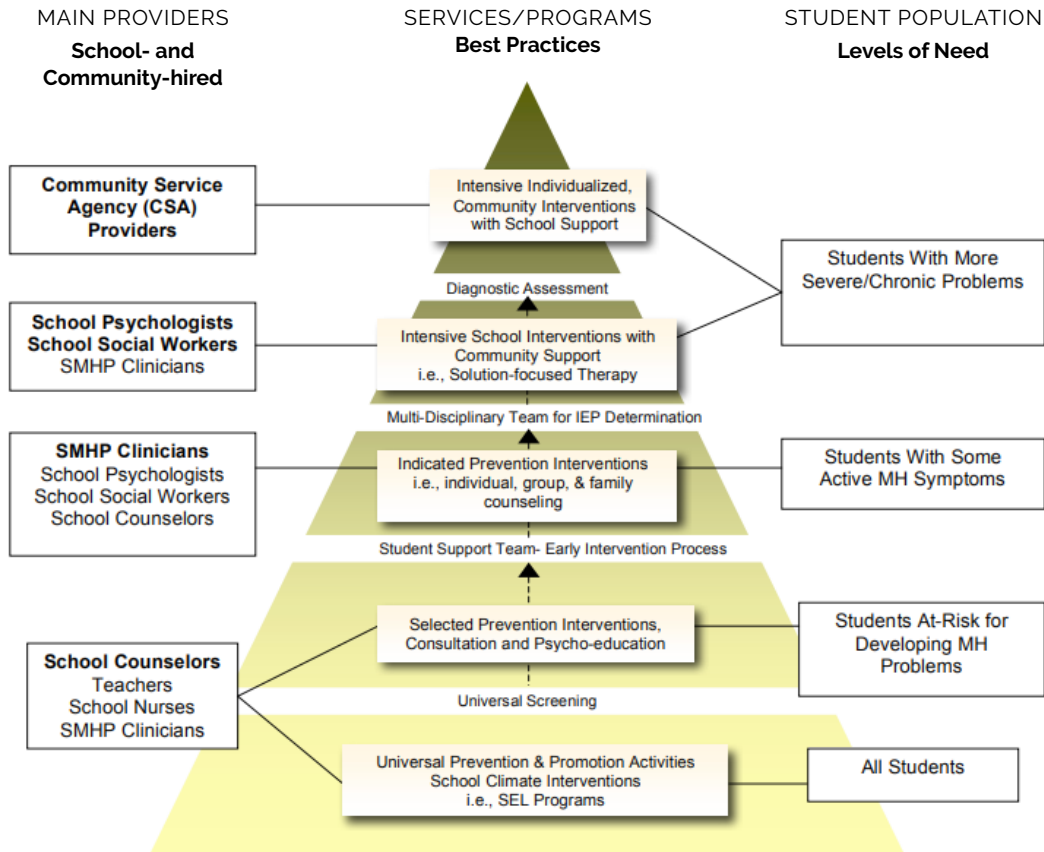 MAIN PROVIDERS
School- and
Community-hired
SERVICES/PROGRAMS
Best Practices
STUDENT POPULATION
Levels of Need
Community Service
Agency (CSA)
Providers
Intensive Individualized,
Community Interventions
with School Support
Students With More
Severe/Chronic Problems
Diagnostic Assessment
School Psychologists
School Social Workers
SMHP Clinicians
Intensive School Interventions with
Community Support
i.e., Solution-focused Therapy
Multi-Disciplinary Team for IEP Determination
SMHP Clinicians
School Psychologists
School Social Workers
School Counselors
Indicated Prevention Interventions
i.e., individual, group, & family
counseling
Students With Some
Active MH Symptoms
Student Support Team- Early Intervention Process
Selected Prevention Interventions,
Consultation and Psycho-education
Students At-Risk for
Developing MH
Problems
School Counselors
Teachers
School Nurses
SMHP Clinicians
Universal Screening
Universal Prevention & Promotion Activities
School Climate Interventions
i.e., SEL Programs
All Students